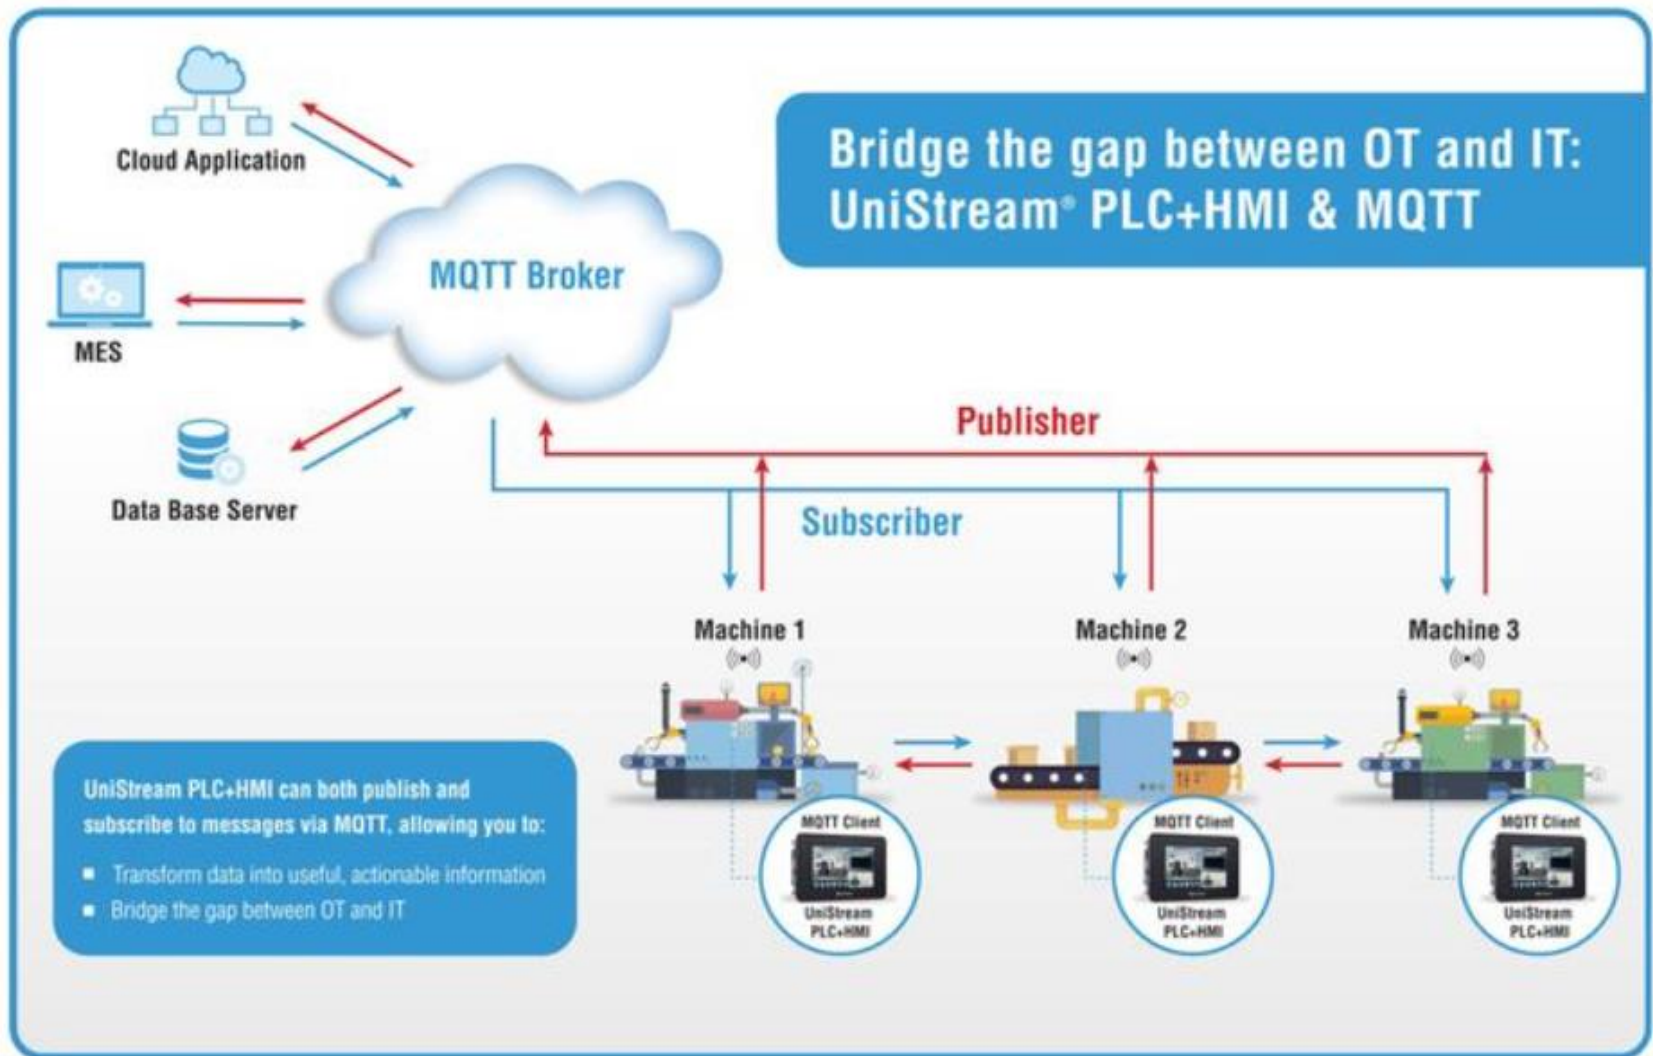 Bridge the gap between OT and IT:
UniStream® PLC+HMI & MQTT
Cloud Application
MQTT Broker
MES
Data Base Server
Publisher
Subscriber
Machine 1
Machine 2
Machine 3
UniStream PLC+HMI can both publish and
subscribe to messages via MQTT, allowing you to:
▪ Transform data into useful, actionable information
▪ Bridge the gap between OT and IT
MQTT Client
UniStream
PLC+HMI
MQTT Client
UniStream
PLC+HMI
MQTT Client
UniStream
PLC+HMI